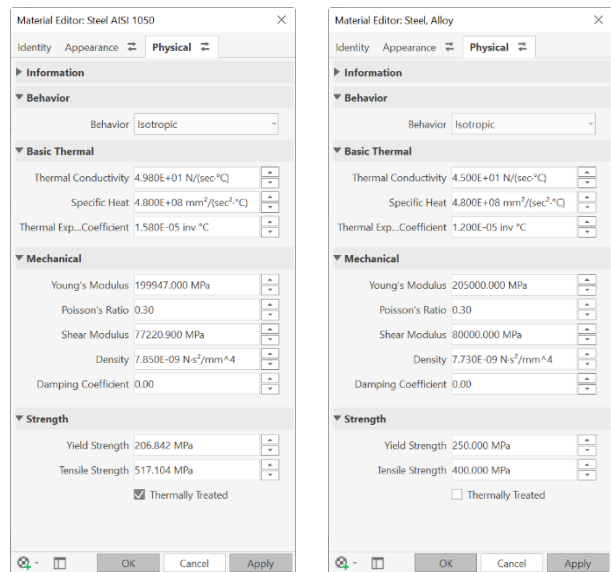 Material Editor: Steel AISI 1050
Identity Appearance Physical
Information
Behavior
Behavior Isotropic
Basic Thermal
Thermal Conductivity 4.980E+01 N/(sec·°C)
Specific Heat 4.800E+08 mm²/(sec²·°C)
Thermal Exp...Coefficient 1.580E-05 inv °C
Mechanical
Young's Modulus 199947.000 MPa
Poisson's Ratio 0.30
Shear Modulus 77220.900 MPa
Density 7.850E-09 N·s²/mm^4
Damping Coefficient 0.00
Strength
Yield Strength 206.842 MPa
Tensile Strength 517.104 MPa
Thermally Treated
OK Cancel Apply
Material Editor: Steel, Alloy
Identity Appearance Physical
Information
Behavior
Behavior Isotropic
Basic Thermal
Thermal Conductivity 4.500E+01 N/(sec·°C)
Specific Heat 4.800E+08 mm²/(sec²·°C)
Thermal Exp...Coefficient 1.200E-05 inv °C
Mechanical
Young's Modulus 205000.000 MPa
Poisson's Ratio 0.30
Shear Modulus 80000.000 MPa
Density 7.730E-09 N·s²/mm^4
Damping Coefficient 0.00
Strength
Yield Strength 250.000 MPa
Tensile Strength 400.000 MPa
Thermally Treated
OK Cancel Apply